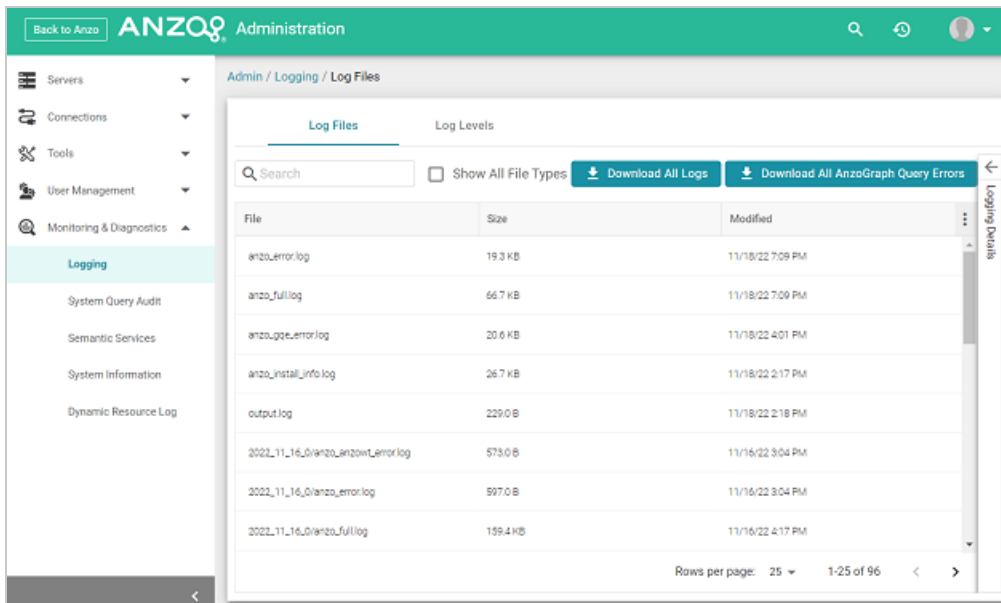 Back to Anzo ANZO Administration
Servers
Connections
Tools
User Management
Monitoring & Diagnostics
Logging
System Query Audit
Semantic Services
System Information
Dynamic Resource Log
Admin / Logging / Log Files
Log Files Log Levels
Search Show All File Types Download All Logs Download All AnzoGraph Query Errors
Logging Details
File Size Modified
anzo_error.log 19.3 KB 11/18/22 7:09 PM
anzo_full.log 66.7 KB 11/18/22 7:09 PM
anzo_gqe_error.log 20.6 KB 11/18/22 4:01 PM
anzo_install_info.log 26.7 KB 11/18/22 2:17 PM
output.log 229.0 B 11/18/22 2:18 PM
2022_11_16_0/anzo_anzowt_error.log 573.0 B 11/16/22 3:04 PM
2022_11_16_0/anzo_error.log 597.0 B 11/16/22 3:04 PM
2022_11_16_0/anzo_full.log 159.4 KB 11/16/22 4:17 PM
Rows per page: 25 1-25 of 96